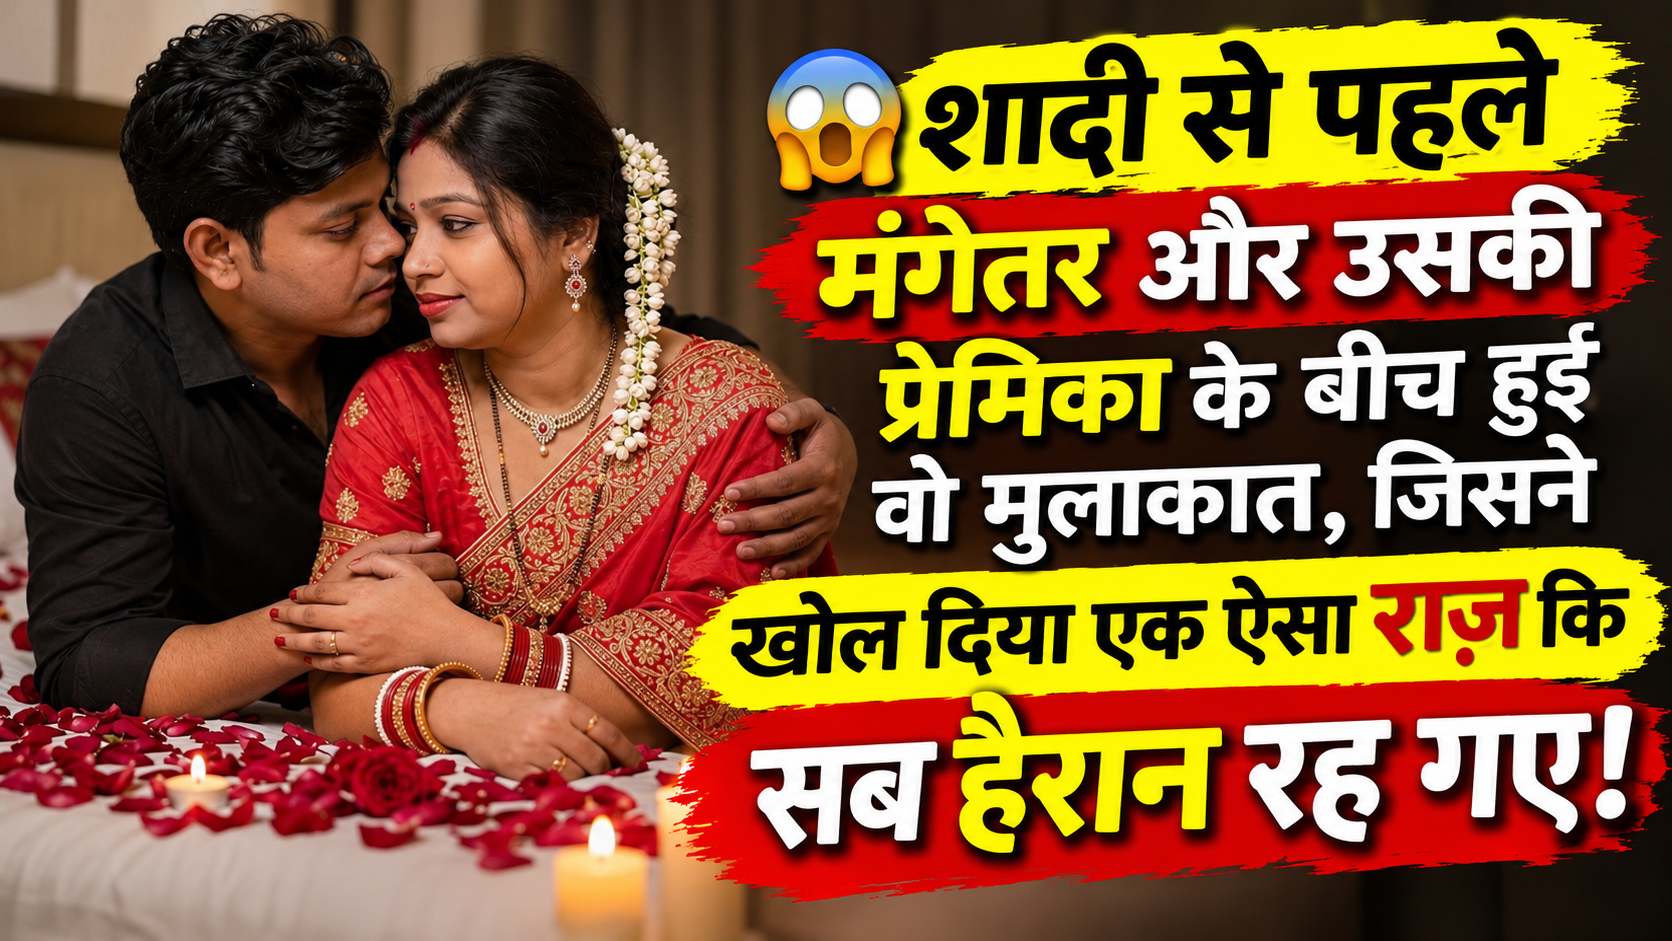 शादी से पहले
मंगेतर और उसकी
प्रेमिका के बीच हुई
वो मुलाकात, जिसने
खोल दिया एक ऐसा राज़ कि
सब हैरान रह गए!